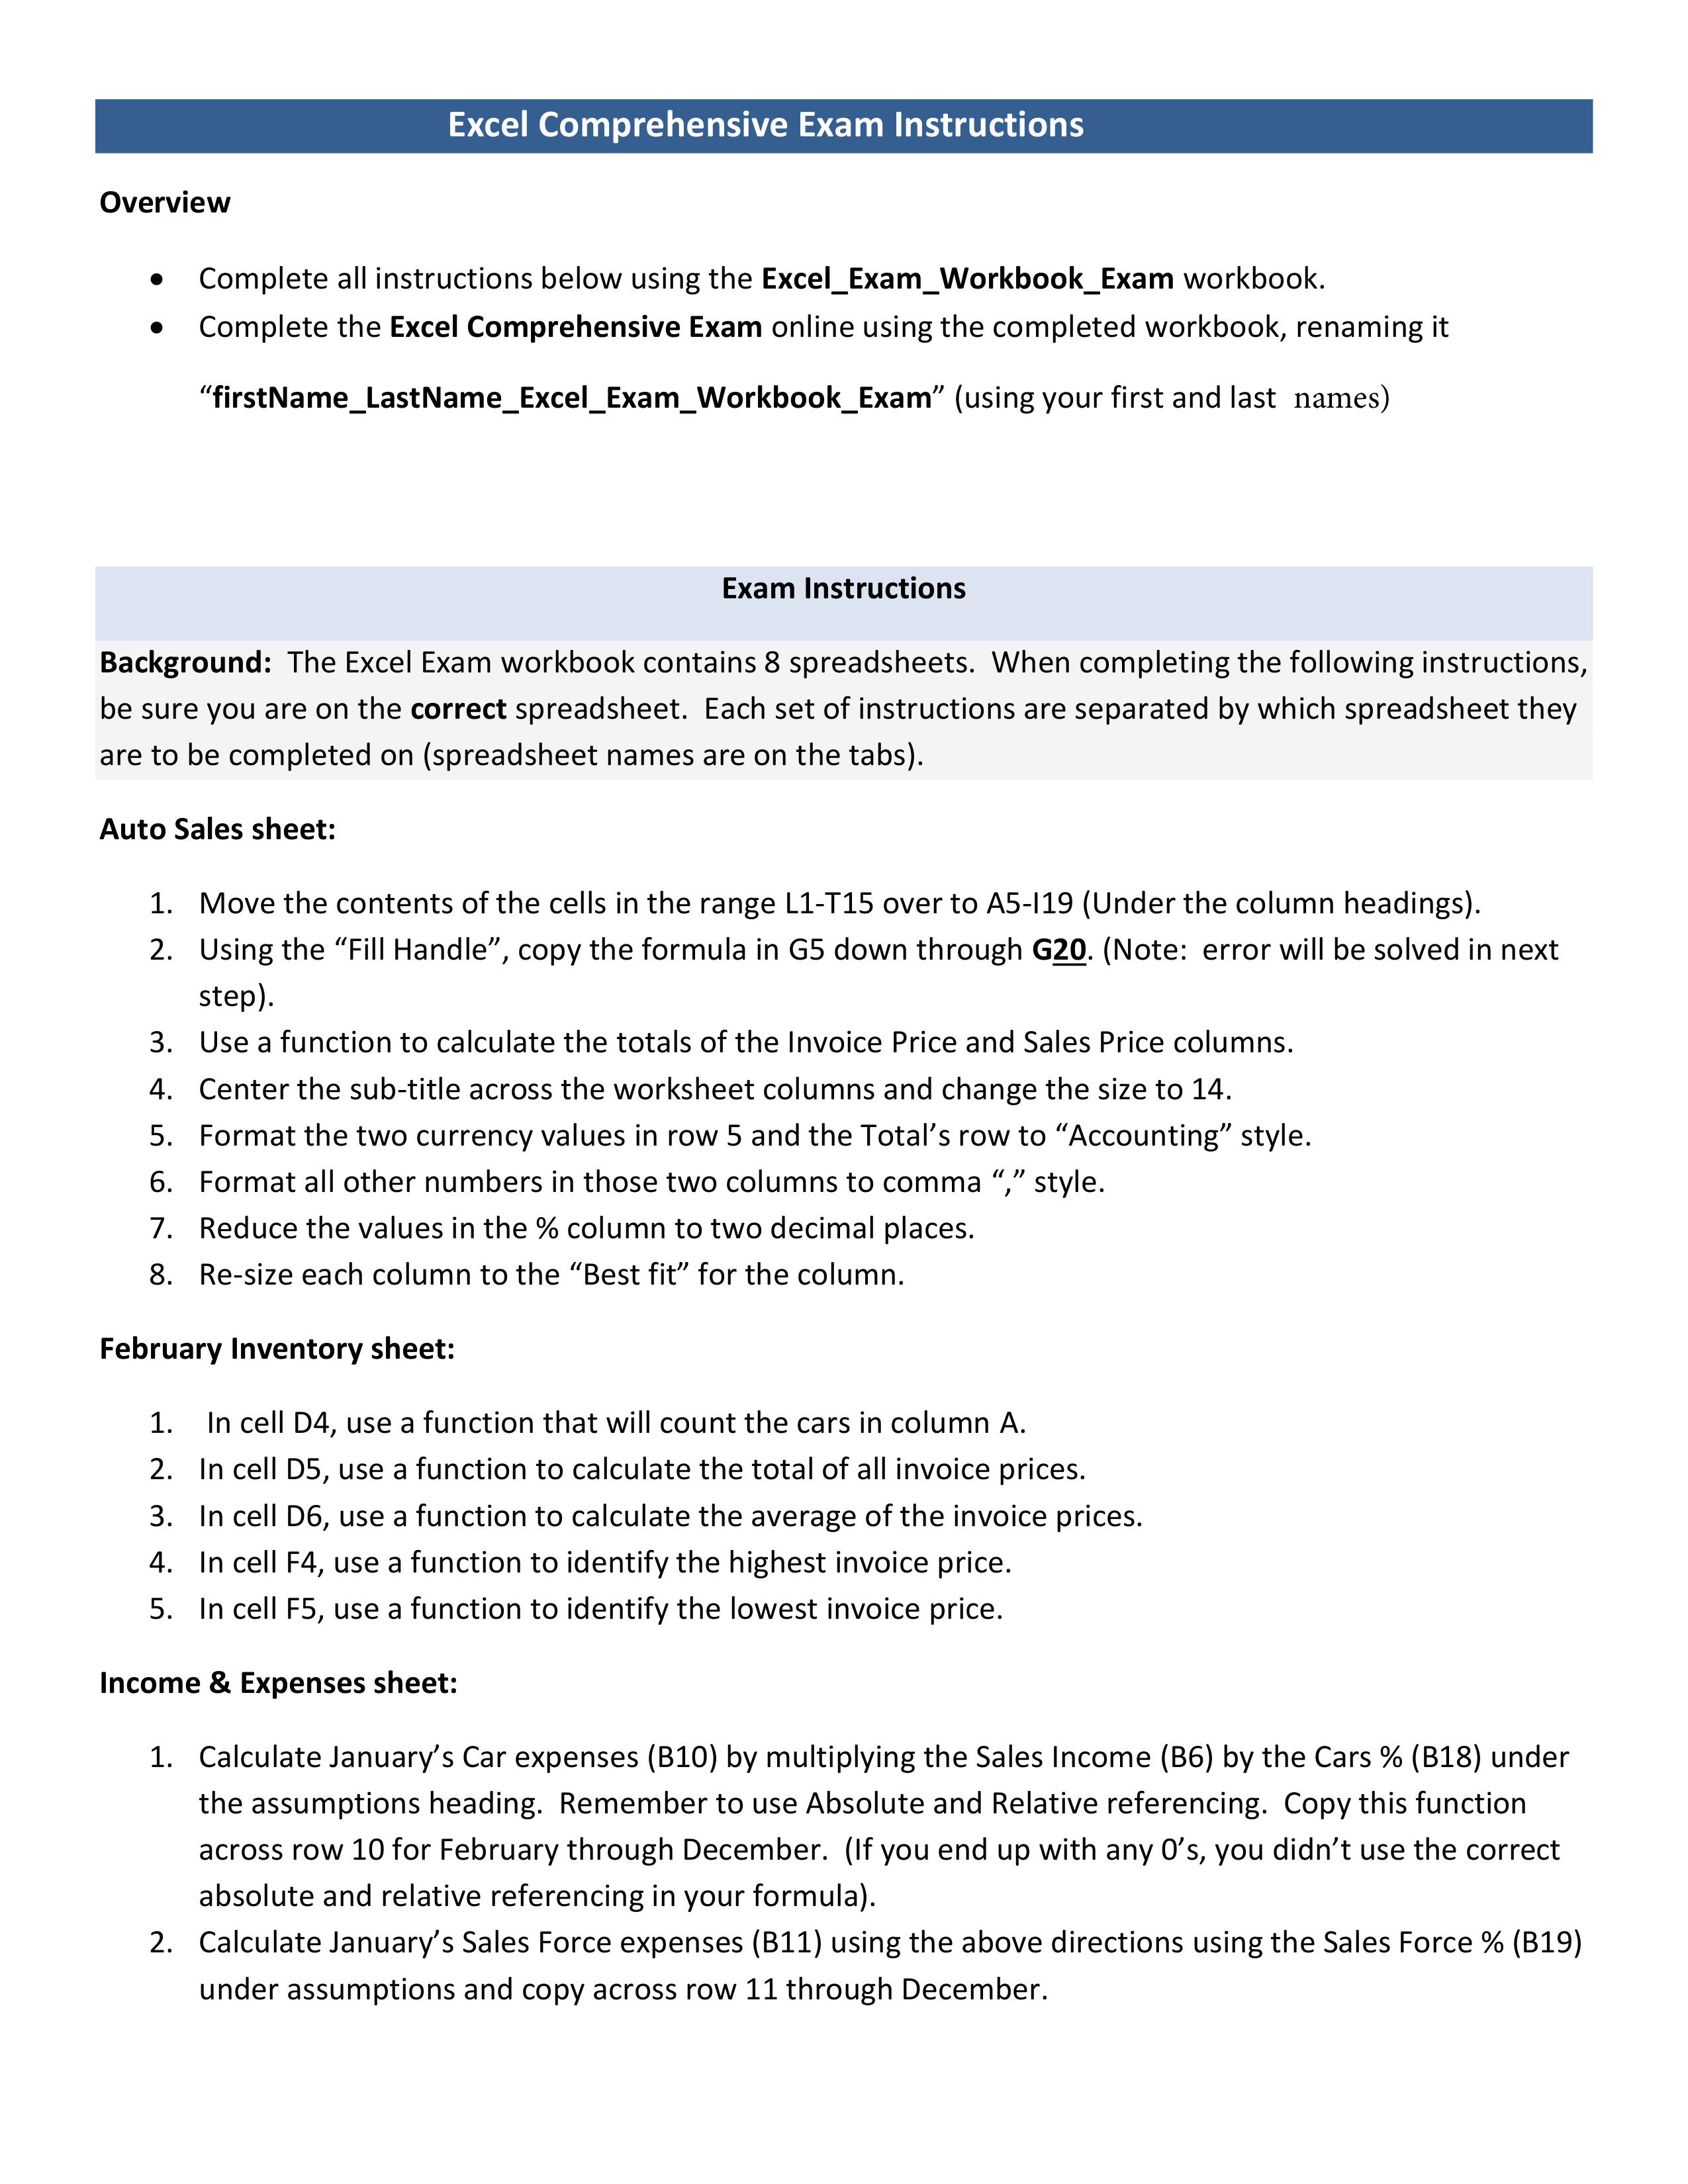 Excel Comprehensive Exam Instructions
Overview
• Complete all instructions below using the Excel_Exam_Workbook_Exam workbook.
• Complete the Excel Comprehensive Exam online using the completed workbook, renaming it
“firstName_LastName_Excel_Exam_Workbook_Exam” (using your first and last names)
Exam Instructions
Background: The Excel Exam workbook contains 8 spreadsheets. When completing the following instructions,
be sure you are on the correct spreadsheet. Each set of instructions are separated by which spreadsheet they
are to be completed on (spreadsheet names are on the tabs).
Auto Sales sheet:
1. Move the contents of the cells in the range L1-T15 over to A5-I19 (Under the column headings).
2. Using the “Fill Handle”, copy the formula in G5 down through G20. (Note: error will be solved in next
step).
3. Use a function to calculate the totals of the Invoice Price and Sales Price columns.
4. Center the sub-title across the worksheet columns and change the size to 14.
5. Format the two currency values in row 5 and the Total’s row to “Accounting” style.
6. Format all other numbers in those two columns to comma “,” style.
7. Reduce the values in the % column to two decimal places.
8. Re-size each column to the “Best fit” for the column.
February Inventory sheet:
1. In cell D4, use a function that will count the cars in column A.
2. In cell D5, use a function to calculate the total of all invoice prices.
3. In cell D6, use a function to calculate the average of the invoice prices.
4. In cell F4, use a function to identify the highest invoice price.
5. In cell F5, use a function to identify the lowest invoice price.
Income & Expenses sheet:
1. Calculate January’s Car expenses (B10) by multiplying the Sales Income (B6) by the Cars % (B18) under
the assumptions heading. Remember to use Absolute and Relative referencing. Copy this function
across row 10 for February through December. (If you end up with any 0’s, you didn’t use the correct
absolute and relative referencing in your formula).
2. Calculate January’s Sales Force expenses (B11) using the above directions using the Sales Force % (B19)
under assumptions and copy across row 11 through December.